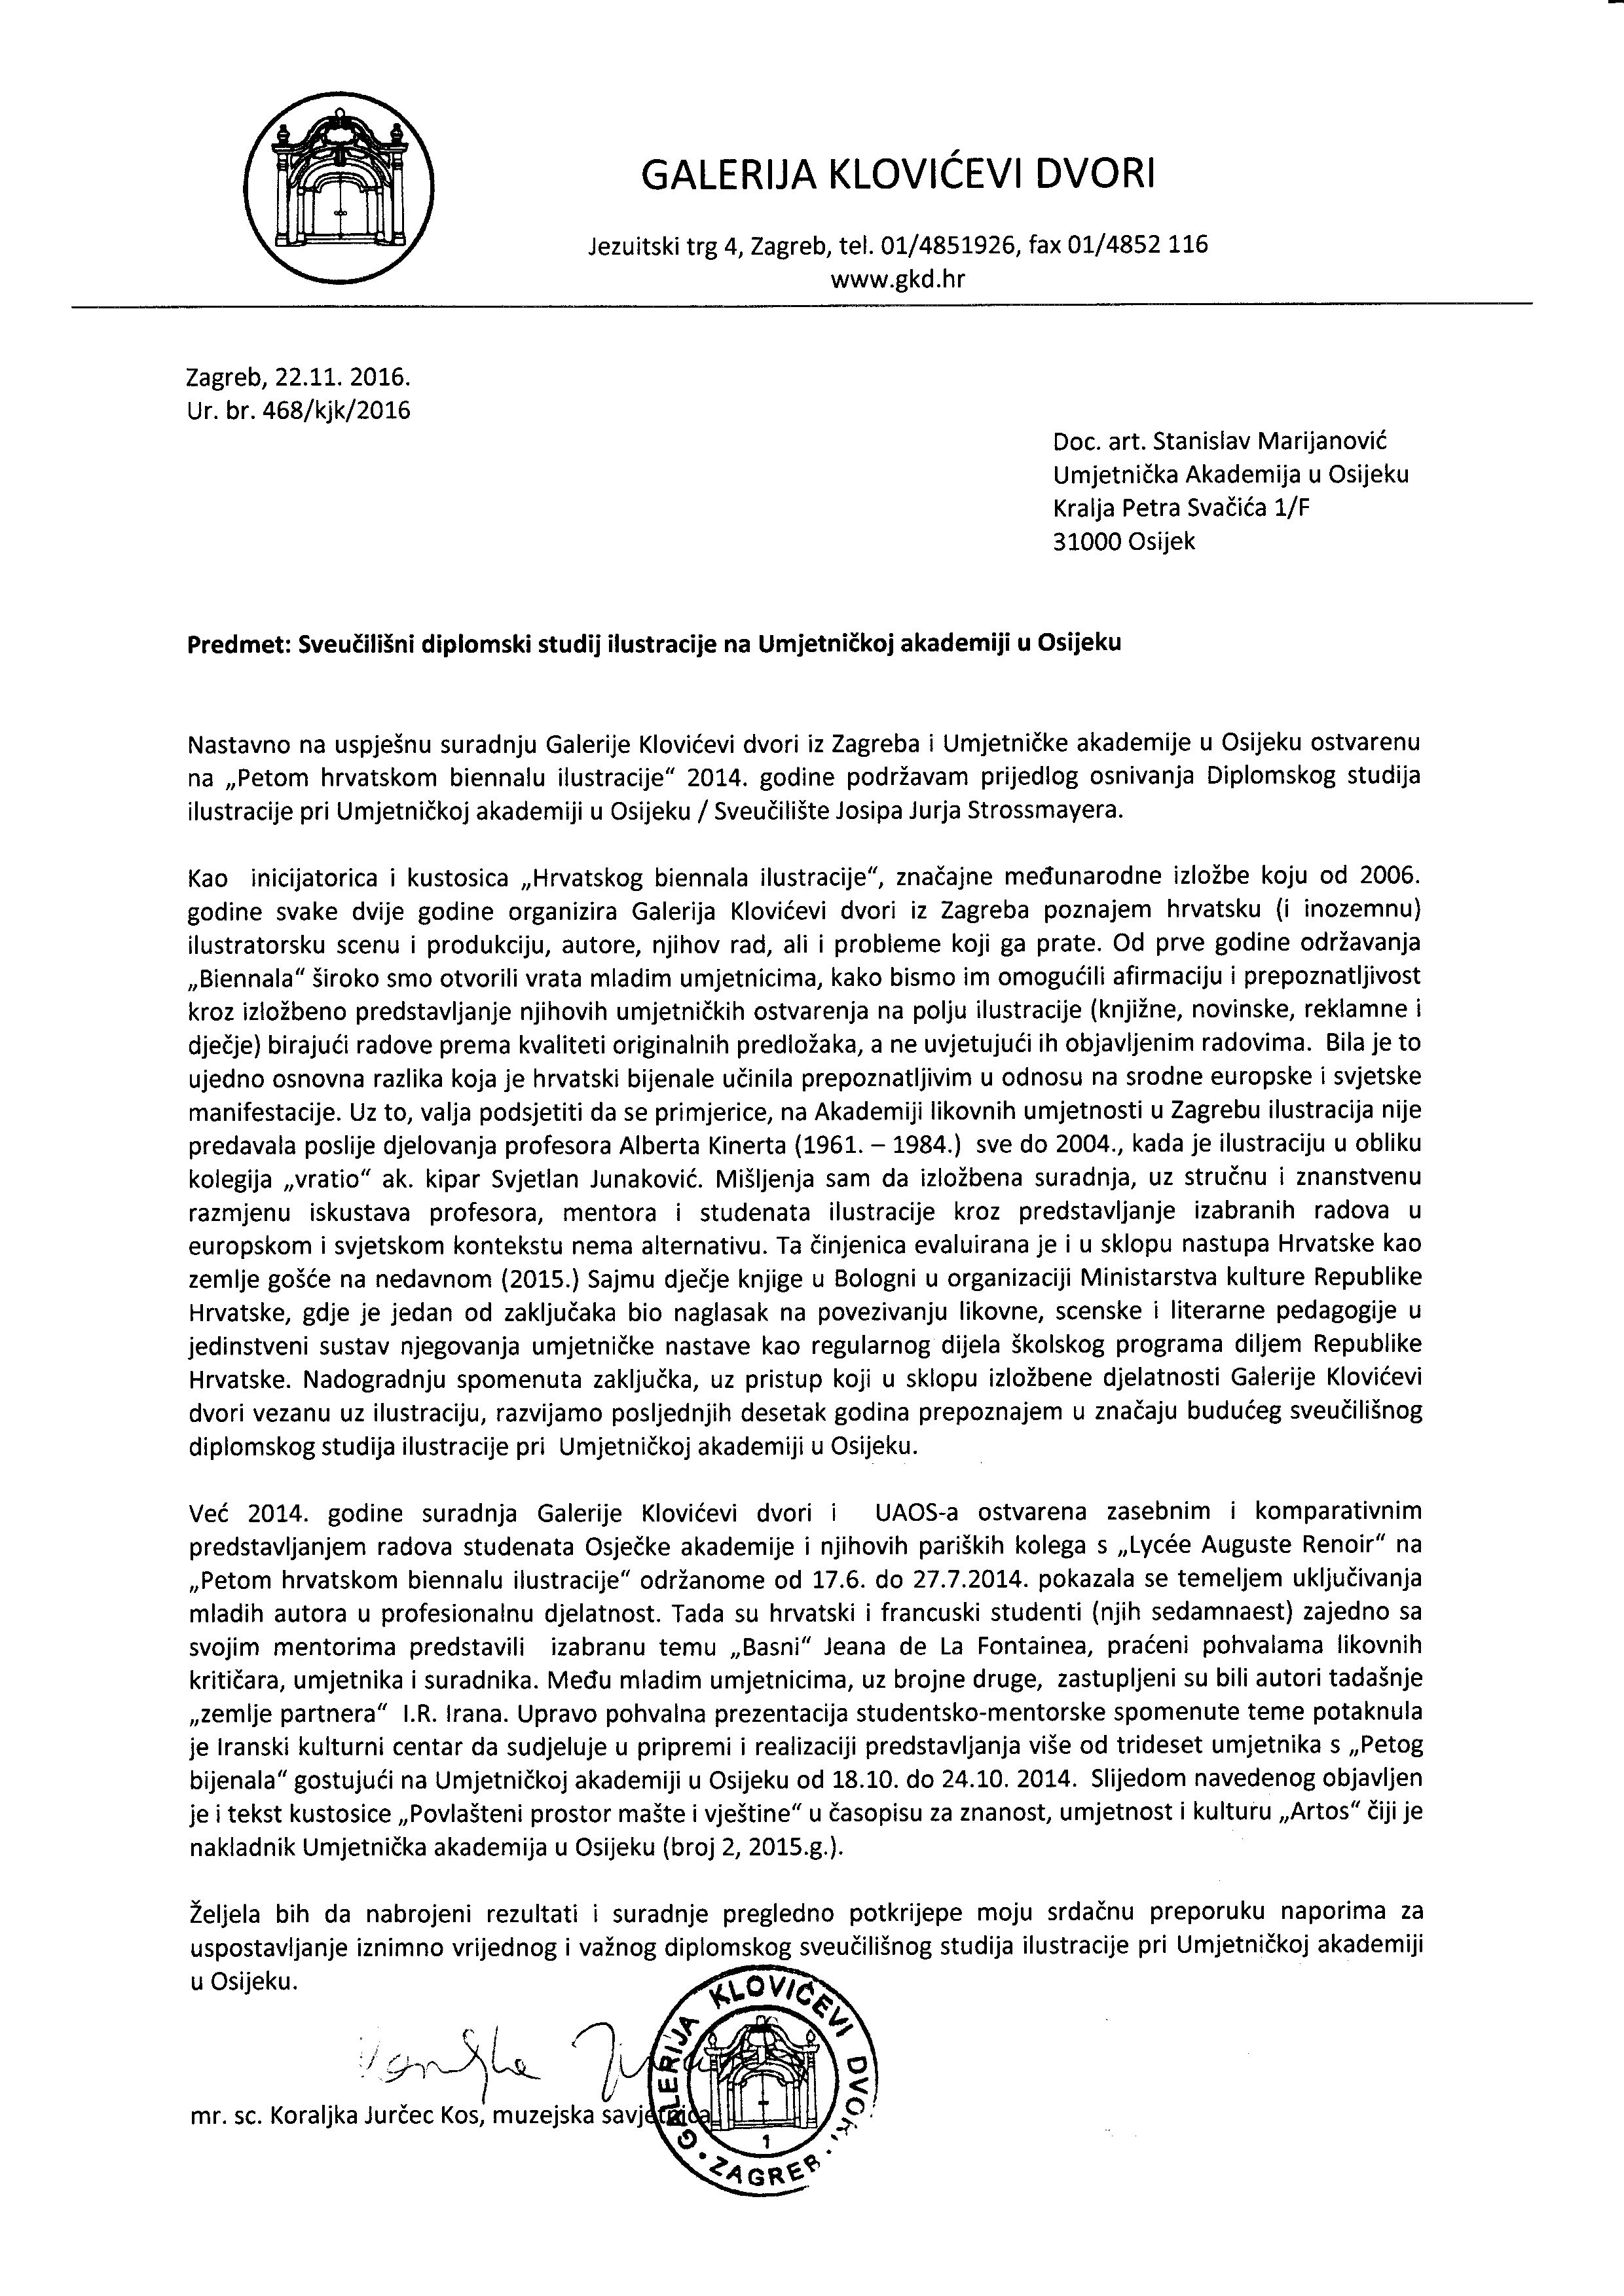 GALERIJA KLOVIĆEVI DVORI
Jezuitski trg 4, Zagreb, tel. 01/4851926, fax 01/4852 116
www.gkd.hr
Zagreb, 22.11. 2016.
Ur. br. 468/kjk/2016
Doc. art. Stanislav Marijanović
Umjetnička Akademija u Osijeku
Kralja Petra Svačića 1/F
31000 Osijek
Predmet: Sveučilišni diplomski studij ilustracije na Umjetničkoj akademiji u Osijeku
Nastavno na uspješnu suradnju Galerije Klovićevi dvori iz Zagreba i Umjetničke akademije u Osijeku ostvarenu
na „Petom hrvatskom biennalu ilustracije“ 2014. godine podržavam prijedlog osnivanja Diplomskog studija
ilustracije pri Umjetničkoj akademiji u Osijeku / Sveučilište Josipa Jurja Strossmayera.
Kao inicijatorica i kustosica „Hrvatskog biennala ilustracije“, značajne međunarodne izložbe koju od 2006.
godine svake dvije godine organizira Galerija Klovićevi dvori iz Zagreba poznajem hrvatsku (i inozemnu)
ilustratorsku scenu i produkciju, autore, njihov rad, ali i probleme koji ga prate. Od prve godine održavanja
„Biennala“ široko smo otvorili vrata mladim umjetnicima, kako bismo im omogućili afirmaciju i prepoznatljivost
kroz izložbeno predstavljanje njihovih umjetničkih ostvarenja na polju ilustracije (knjižne, novinske, reklamne i
dječje) birajući radove prema kvaliteti originalnih predložaka, a ne uvjetujući ih objavljenim radovima. Bila je to
ujedno osnovna razlika koja je hrvatski bijenale učinila prepoznatljivim u odnosu na srodne europske i svjetske
manifestacije. Uz to, valja podsjetiti da se primjerice, na Akademiji likovnih umjetnosti u Zagrebu ilustracija nije
predavala poslije djelovanja profesora Alberta Kinerta (1961. – 1984.) sve do 2004., kada je ilustraciju u obliku
kolegija „vratio“ ak. kipar Svjetlan Junaković. Mišljenja sam da izložbena suradnja, uz stručnu i znanstvenu
razmjenu iskustava profesora, mentora i studenata ilustracije kroz predstavljanje izabranih radova u
europskom i svjetskom kontekstu nema alternativu. Ta činjenica evaluirana je i u sklopu nastupa Hrvatske kao
zemlje gošće na nedavnom (2015.) Sajmu dječje knjige u Bologni u organizaciji Ministarstva kulture Republike
Hrvatske, gdje je jedan od zaključaka bio naglasak na povezivanju likovne, scenske i literarne pedagogije u
jedinstveni sustav njegovanja umjetničke nastave kao regularnog dijela školskog programa diljem Republike
Hrvatske. Nadogradnju spomenuta zaključka, uz pristup koji u sklopu izložbene djelatnosti Galerije Klovićevi
dvori vezanu uz ilustraciju, razvijamo posljednjih desetak godina prepoznajem u značaju budućeg sveučilišnog
diplomskog studija ilustracije pri Umjetničkoj akademiji u Osijeku.
Već 2014. godine suradnja Galerije Klovićevi dvori i UAOS-a ostvarena zasebnim i komparativnim
predstavljanjem radova studenata Osječke akademije i njihovih pariških kolega s „Lycée Auguste Renoir“ na
„Petom hrvatskom biennalu ilustracije“ održanome od 17.6. do 27.7.2014. pokazala se temeljem uključivanja
mladih autora u profesionalnu djelatnost. Tada su hrvatski i francuski studenti (njih sedamnaest) zajedno sa
svojim mentorima predstavili izabranu temu „Basni“ Jeana de La Fontainea, praćeni pohvalama likovnih
kritičara, umjetnika i suradnika. Među mladim umjetnicima, uz brojne druge, zastupljeni su bili autori tadašnje
„zemlje partnera“ I.R. Irana. Upravo pohvalna prezentacija studentsko-mentorske spomenute teme potaknula
je Iranski kulturni centar da sudjeluje u pripremi i realizaciji predstavljanja više od trideset umjetnika s „Petog
bijenala“ gostujući na Umjetničkoj akademiji u Osijeku od 18.10. do 24.10. 2014. Slijedom navedenog objavljen
je i tekst kustosice „Povlašteni prostor mašte i vještine“ u časopisu za znanost, umjetnost i kulturu „Artos“ čiji je
nakladnik Umjetnička akademija u Osijeku (broj 2, 2015.g.).
Željela bih da nabrojeni rezultati i suradnje pregledno potkrijepe moju srdačnu preporuku naporima za
uspostavljanje iznimno vrijednog i važnog diplomskog sveučilišnog studija ilustracije pri Umjetničkoj akademiji
u Osijeku.
mr. sc. Koraljka Jurčec Kos, muzejska savjetnica
GALERIJA KLOVIĆEVI DVORI
1
ZAGREB